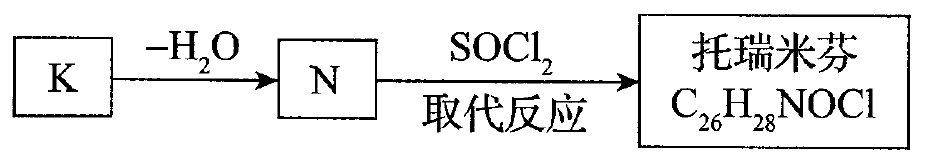 K
–H₂O
N
SOCl₂
取代反应
托瑞米芬
C₂₆H₂₈NOCl